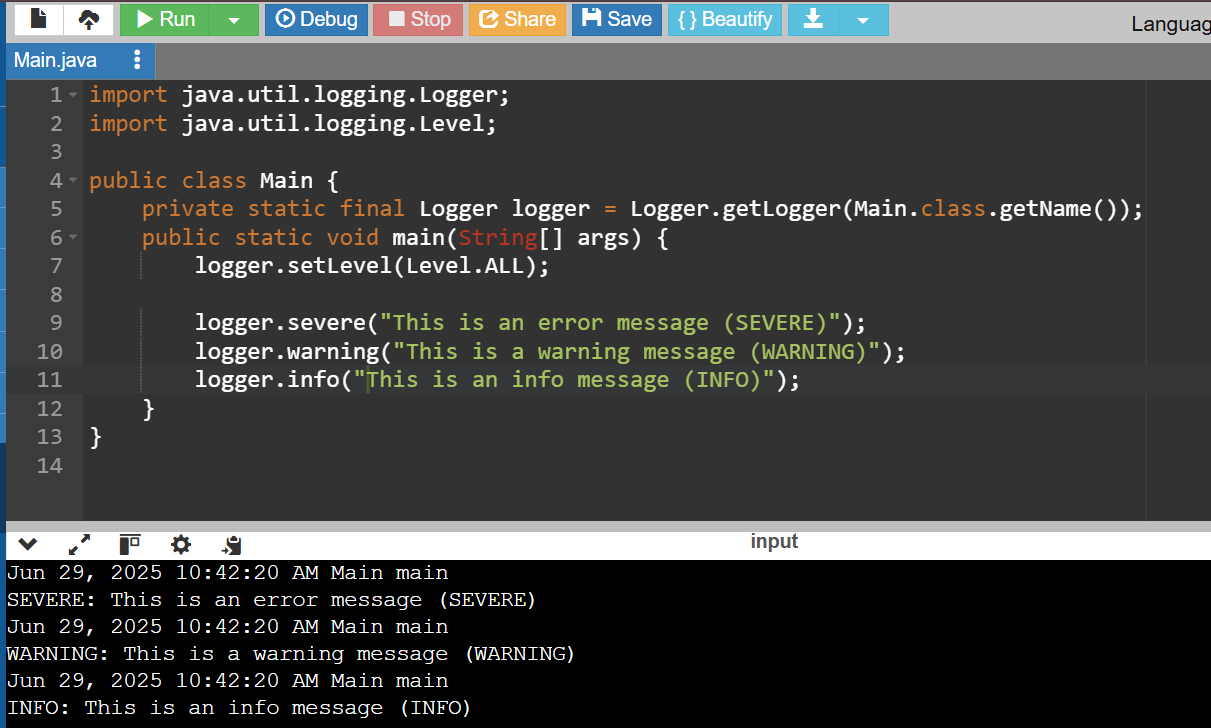 Run Debug Stop Share Save { } Beautify Languag
Main.java
1 import java.util.logging.Logger;
2 import java.util.logging.Level;
3
4 public class Main {
5     private static final Logger logger = Logger.getLogger(Main.class.getName());
6     public static void main(String[] args) {
7         logger.setLevel(Level.ALL);
8
9         logger.severe("This is an error message (SEVERE)");
10         logger.warning("This is a warning message (WARNING)");
11         logger.info("This is an info message (INFO)");
12     }
13 }
14
input
Jun 29, 2025 10:42:20 AM Main main
SEVERE: This is an error message (SEVERE)
Jun 29, 2025 10:42:20 AM Main main
WARNING: This is a warning message (WARNING)
Jun 29, 2025 10:42:20 AM Main main
INFO: This is an info message (INFO)